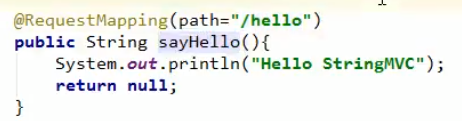 @RequestMapping(path="/hello")
public String sayHello(){
    System.out.println("Hello StringMVC");
    return null;
}